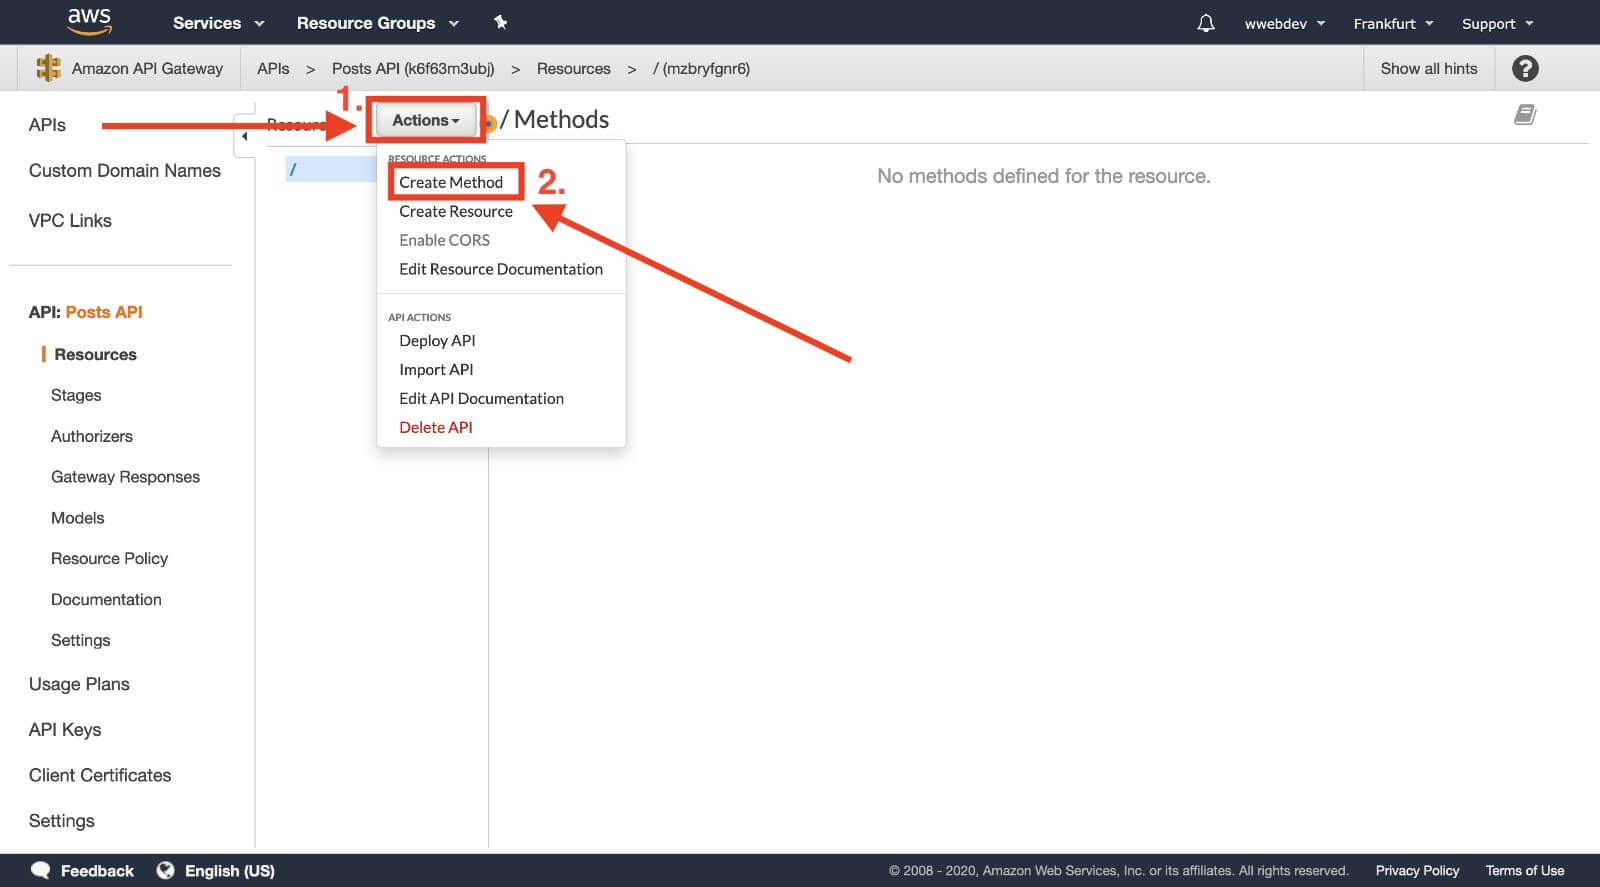 aws Services Resource Groups wwebdev Frankfurt Support
Amazon API Gateway APIs > Posts API (k6f63m3ubj) > Resources > / (mzbryfgnr6) Show all hints ?
1.
APIs
Actions
/ Methods
Custom Domain Names
VPC Links
/
RESOURCE ACTIONS
Create Method
2.
Create Resource
Enable CORS
Edit Resource Documentation
API ACTIONS
Deploy API
Import API
Edit API Documentation
Delete API
No methods defined for the resource.
API: Posts API
Resources
Stages
Authorizers
Gateway Responses
Models
Resource Policy
Documentation
Settings
Usage Plans
API Keys
Client Certificates
Settings
Feedback English (US) © 2008 - 2020, Amazon Web Services, Inc. or its affiliates. All rights reserved. Privacy Policy Terms of Use